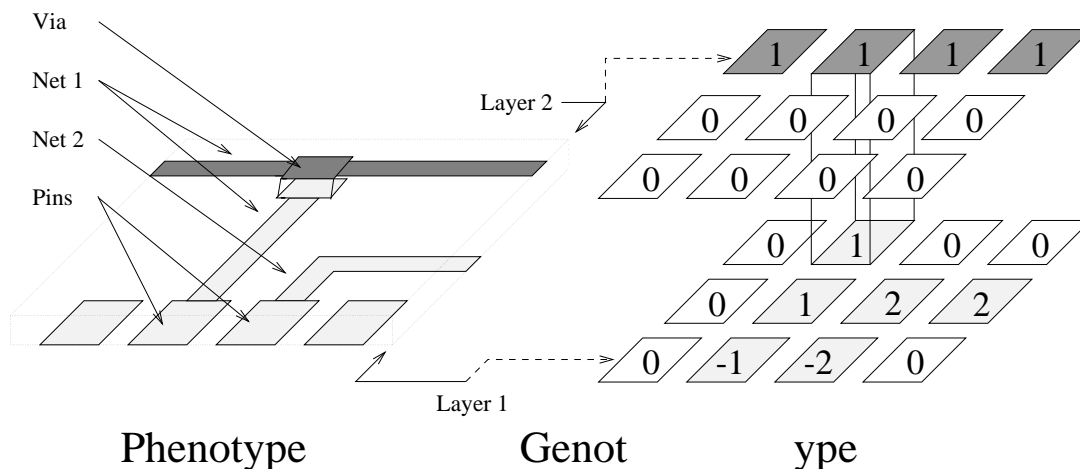 Via
Net 1
Net 2
Pins
Layer 2
Layer 1
1 1 1 1
0 0 0 0
0 0 0 0
0 1 0 0
0 1 2 2
0 -1 -2 0
Phenotype
Genot ype